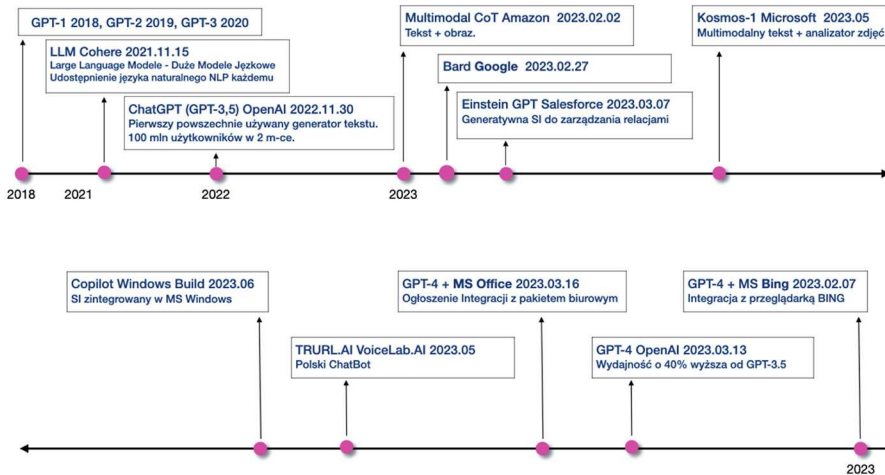 GPT-1 2018, GPT-2 2019, GPT-3 2020
LLM Cohere 2021.11.15
Large Language Modele - Duże Modele Językowe
Udostępnienie języka naturalnego NLP każdemu
ChatGPT (GPT-3,5) OpenAI 2022.11.30
Pierwszy powszechnie używany generator tekstu.
100 mln użytkowników w 2 m-ce.
Multimodal CoT Amazon 2023.02.02
Tekst + obraz.
Bard Google 2023.02.27
Einstein GPT Salesforce 2023.03.07
Generatywna SI do zarządzania relacjami
Kosmos-1 Microsoft 2023.05
Multimodalny tekst + analizator zdjęć
2018
2021
2022
2023
Copilot Windows Build 2023.06
SI zintegrowany w MS Windows
TRURL.AI VoiceLab.AI 2023.05
Polski ChatBot
GPT-4 + MS Office 2023.03.16
Ogłoszenie Integracji z pakietem biurowym
GPT-4 OpenAI 2023.03.13
Wydajność o 40% wyższa od GPT-3.5
GPT-4 + MS Bing 2023.02.07
Integracja z przeglądarką BING
2023